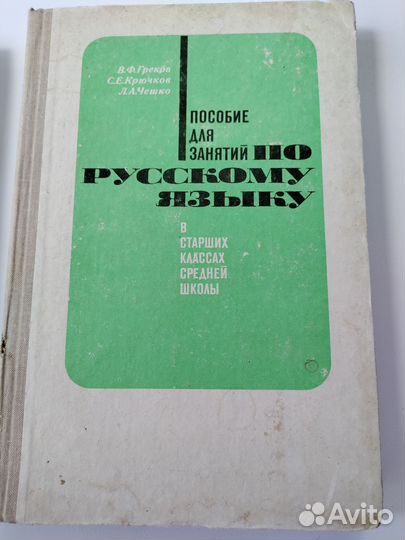 В.Ф.Греков
С.Е.Крючков
Л.А.Чешко
ПОСОБИЕ
ДЛЯ
ЗАНЯТИЙ ПО
РУССКОМУ
ЯЗЫКУ
В
СТАРШИХ
КЛАССАХ
СРЕДНЕЙ
ШКОЛЫ
Avito